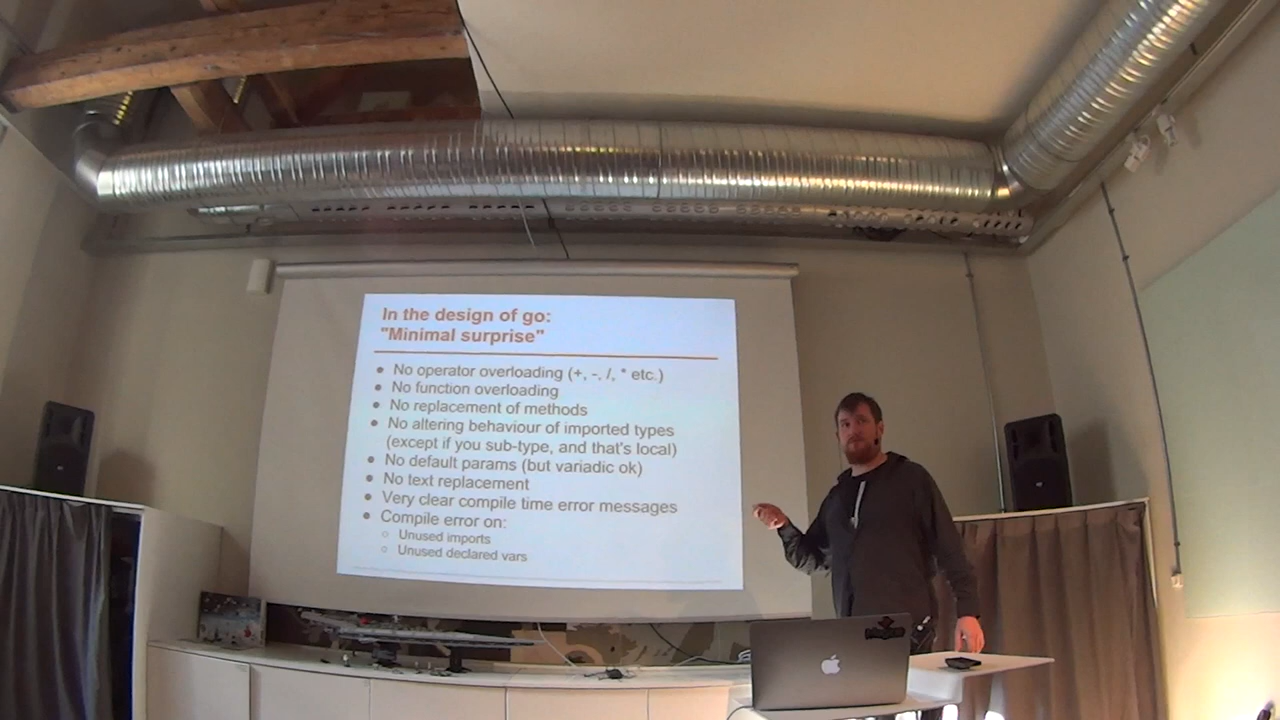 In the design of go:
"Minimal surprise"
● No operator overloading (+, -, /, * etc.)
● No function overloading
● No replacement of methods
● No altering behaviour of imported types
(except if you sub-type, and that's local)
● No default params (but variadic ok)
● No text replacement
● Very clear compile time error messages
● Compile error on:
○ Unused imports
○ Unused declared vars